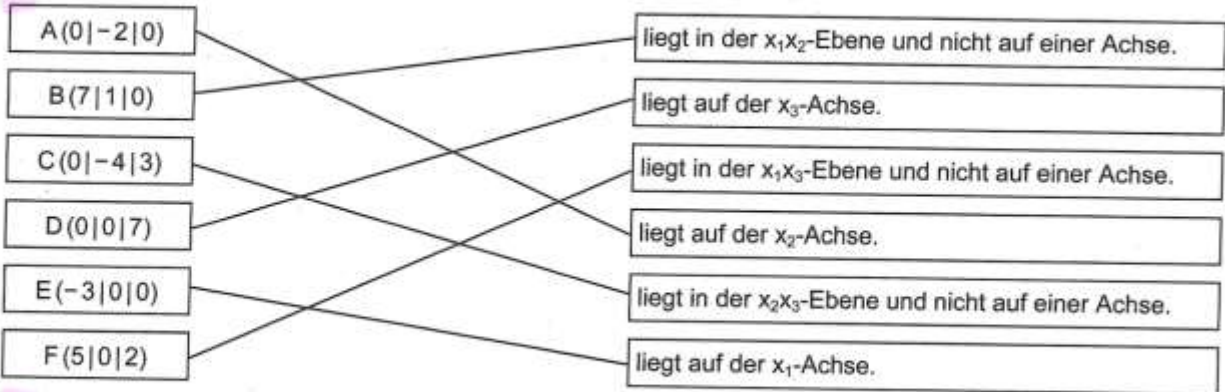 A(0|−2|0)
liegt in der x₁x₂-Ebene und nicht auf einer Achse.
B(7|1|0)
liegt auf der x₃-Achse.
C(0|−4|3)
liegt in der x₁x₃-Ebene und nicht auf einer Achse.
D(0|0|7)
liegt auf der x₂-Achse.
E(−3|0|0)
liegt in der x₂x₃-Ebene und nicht auf einer Achse.
F(5|0|2)
liegt auf der x₁-Achse.